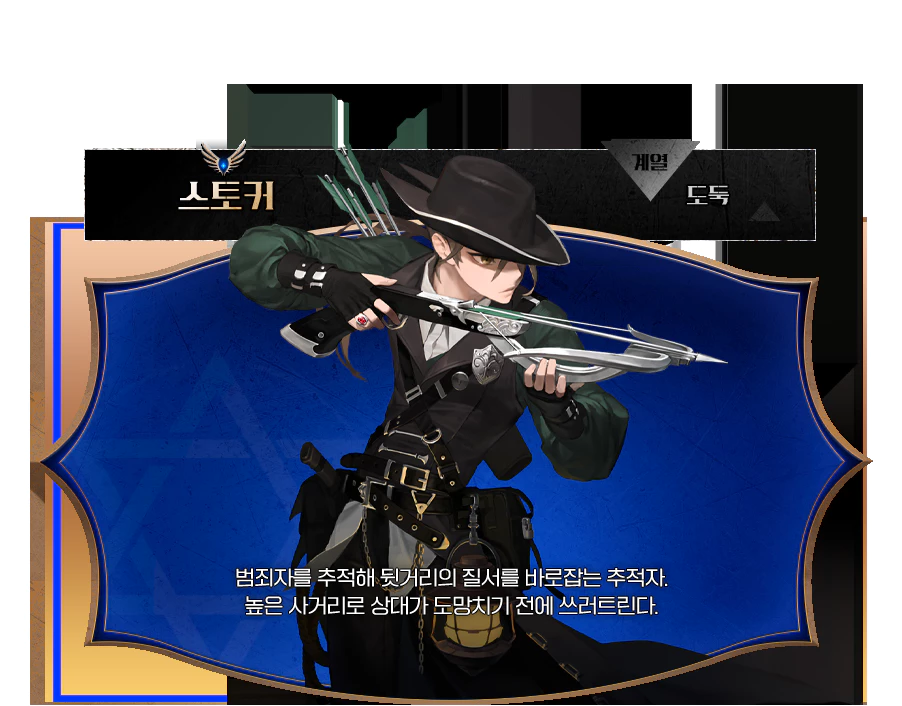 스토커
계열
도둑
범죄자를 추적해 뒷거리의 질서를 바로잡는 추적자.
높은 사거리로 상대가 도망치기 전에 쓰러트린다.